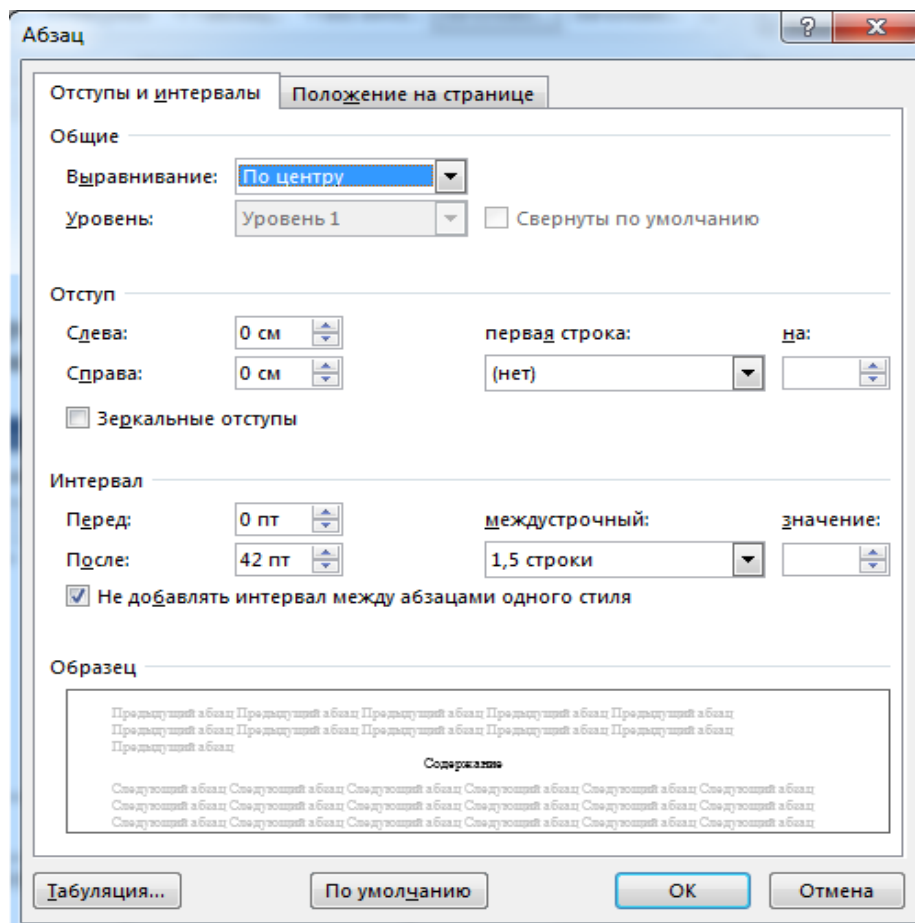 Абзац
Отступы и интервалы Положение на странице
Общие
Выравнивание: По центру
Уровень: Уровень 1 Свернуты по умолчанию
Отступ
Слева: 0 см первая строка: на:
Справа: 0 см (нет)
Зеркальные отступы
Интервал
Перед: 0 пт междустрочный: значение:
После: 42 пт 1,5 строки
Не добавлять интервал между абзацами одного стиля
Образец
Предыдущий абзац Предыдущий абзац Предыдущий абзац Предыдущий абзац Предыдущий абзац
Предыдущий абзац Предыдущий абзац Предыдущий абзац Предыдущий абзац Предыдущий абзац
Предыдущий абзац
Содержание
Следующий абзац Следующий абзац Следующий абзац Следующий абзац Следующий абзац Следующий абзац
Следующий абзац Следующий абзац Следующий абзац Следующий абзац Следующий абзац Следующий абзац
Следующий абзац Следующий абзац Следующий абзац Следующий абзац Следующий абзац Следующий абзац
Табуляция... По умолчанию ОК Отмена